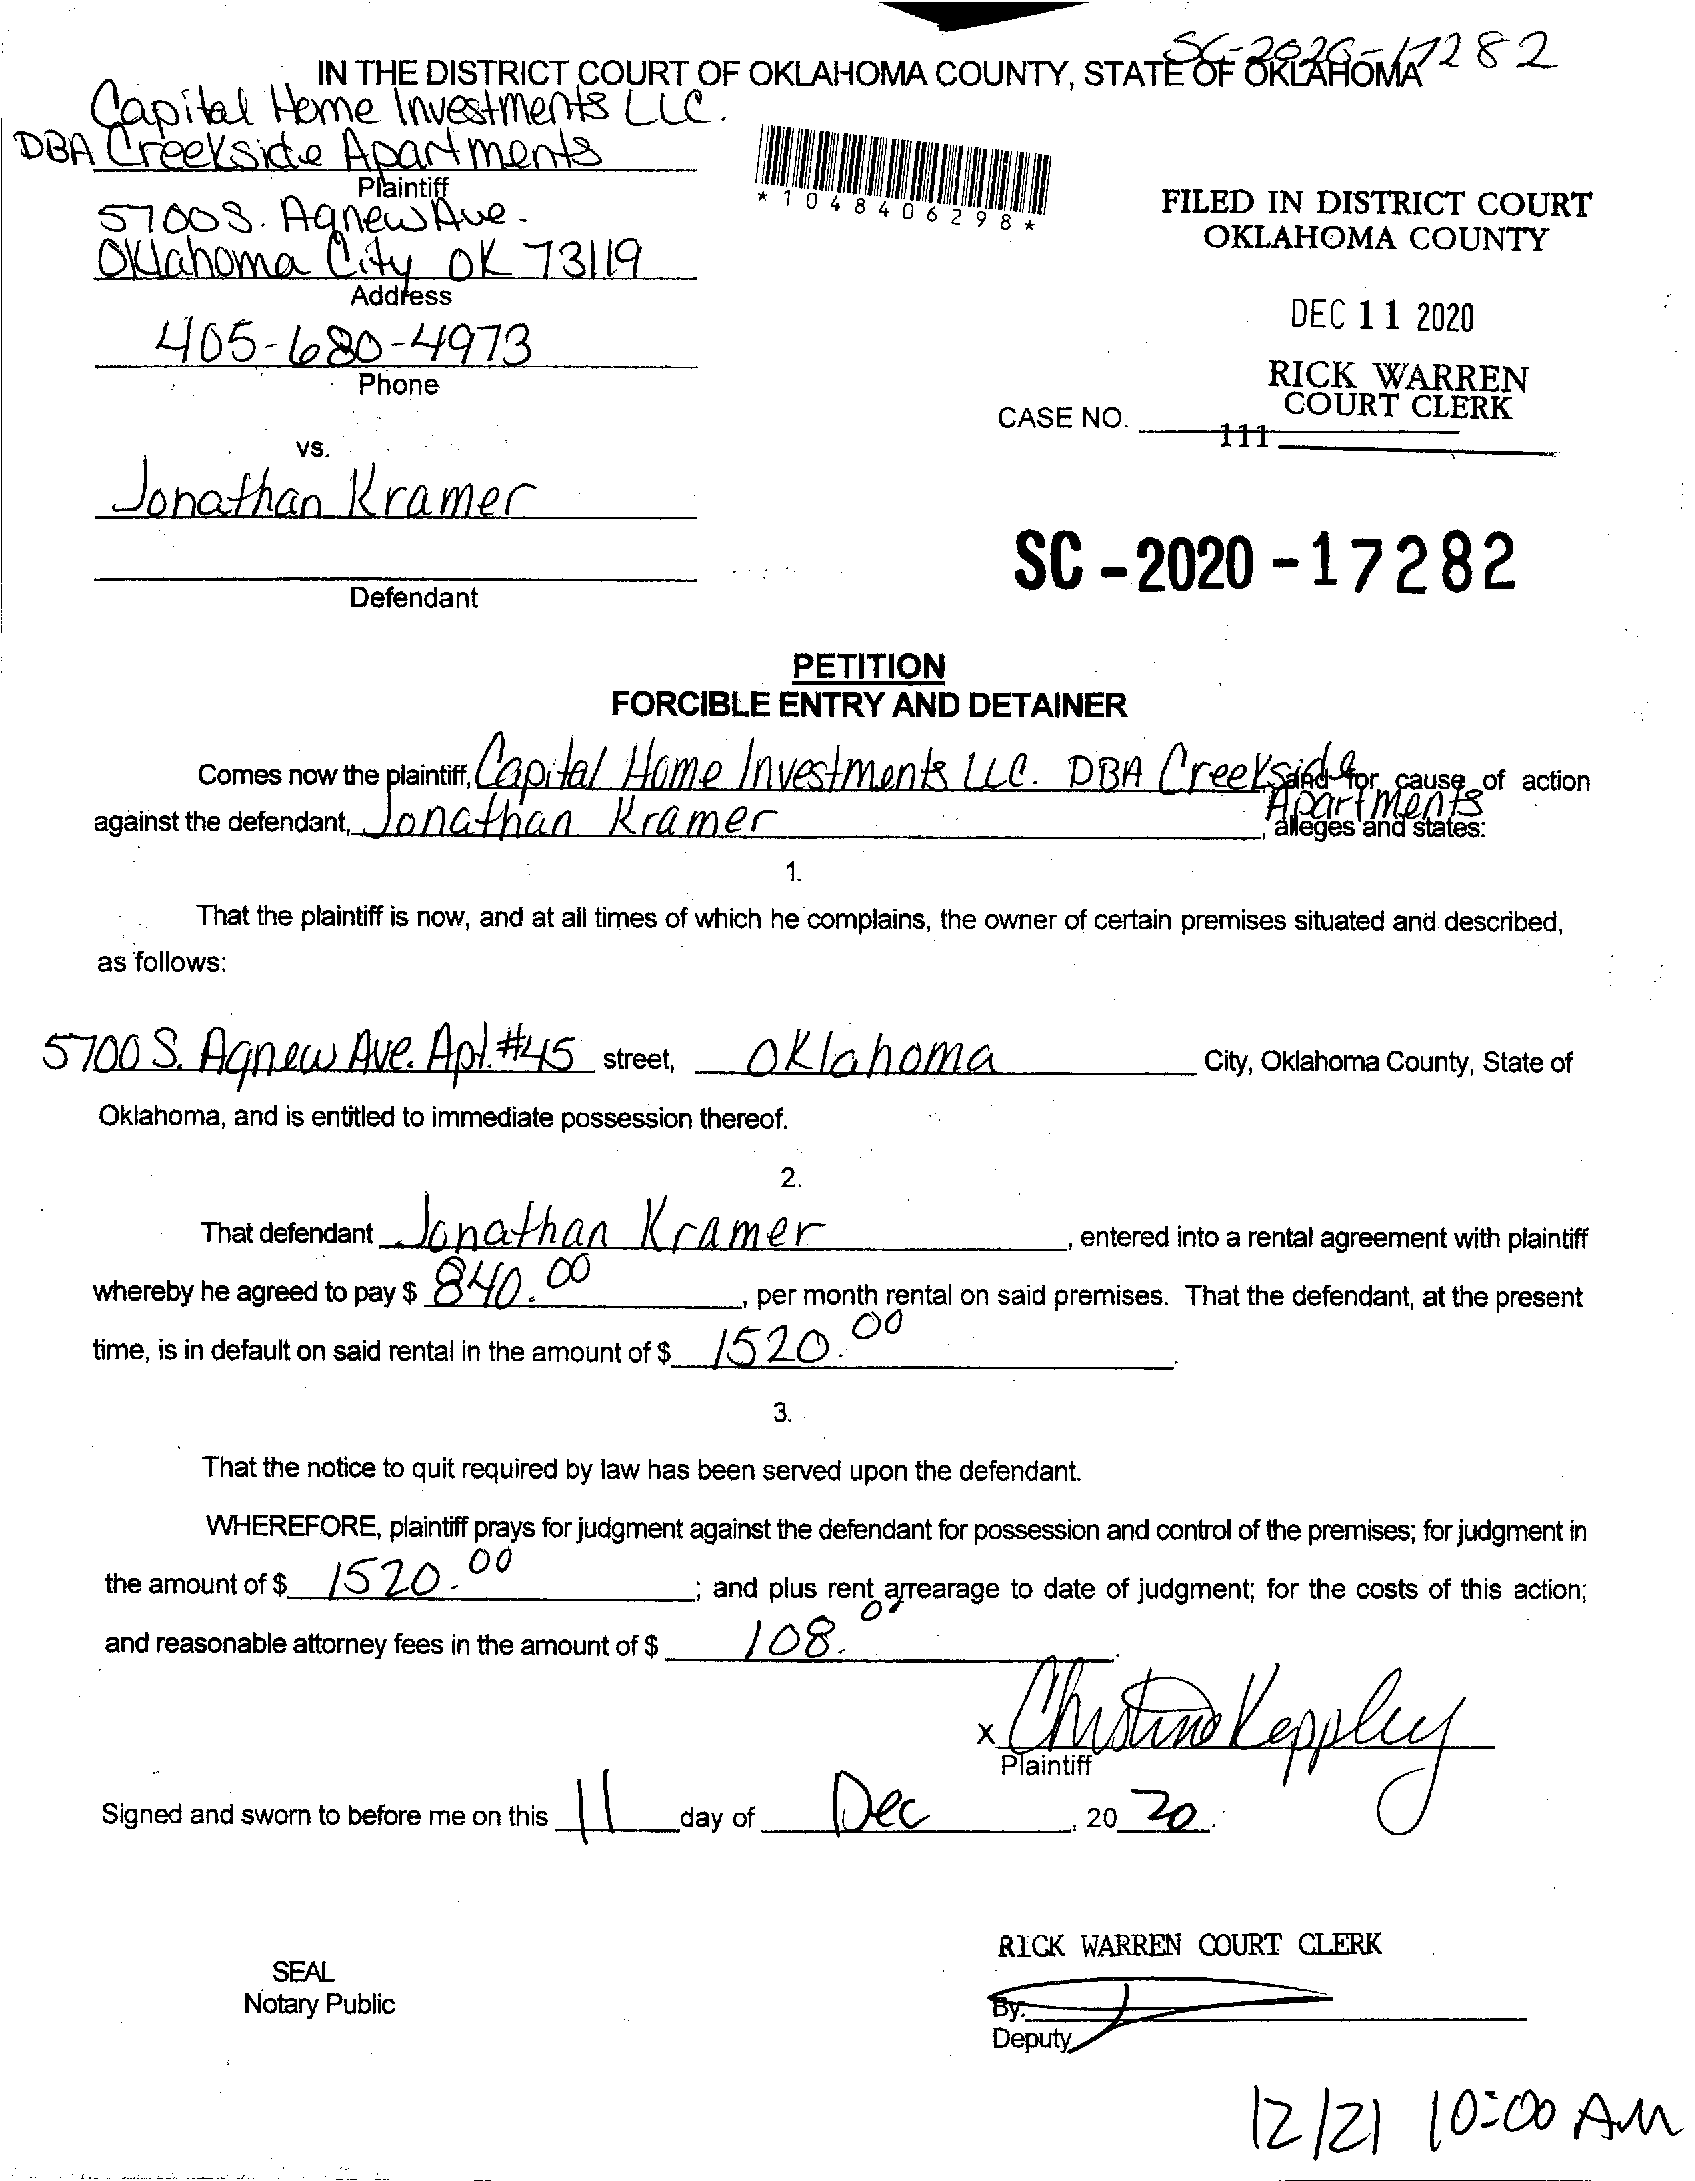 SC-2020-17282
IN THE DISTRICT COURT OF OKLAHOMA COUNTY, STATE OF OKLAHOMA
Capital Home Investments LLC.
DBA Creekside Apartments
Plaintiff
5700 S. Agnew Ave.
Oklahoma City OK 73119
Address
405-680-4973
Phone
*1048406298*
FILED IN DISTRICT COURT
OKLAHOMA COUNTY
DEC 11 2020
RICK WARREN
COURT CLERK
CASE NO.
111
vs.
Jonathan Kramer
Defendant
SC-2020-17282
PETITION
FORCIBLE ENTRY AND DETAINER
Comes now the plaintiff, Capital Home Investments LLC. DBA Creekside Apartments and for cause of action
against the defendant, Jonathan Kramer, alleges and states:
1.
That the plaintiff is now, and at all times of which he complains, the owner of certain premises situated and described,
as follows:
5700 S. Agnew Ave. Apt. #45 street, Oklahoma City, Oklahoma County, State of
Oklahoma, and is entitled to immediate possession thereof.
2.
That defendant Jonathan Kramer, entered into a rental agreement with plaintiff
whereby he agreed to pay $ 840.00, per month rental on said premises. That the defendant, at the present
time, is in default on said rental in the amount of $ 1520.00.
3.
That the notice to quit required by law has been served upon the defendant.
WHEREFORE, plaintiff prays for judgment against the defendant for possession and control of the premises; for judgment in
the amount of $ 1520.00; and plus rent arrearage to date of judgment; for the costs of this action;
and reasonable attorney fees in the amount of $ 108.00.
x Christine Keppley
Plaintiff
Signed and sworn to before me on this 11 day of Dec, 20 20.
SEAL
Notary Public
RICK WARREN COURT CLERK
By:
Deputy
12/21 10:00 AM